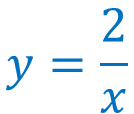 y = 2/x